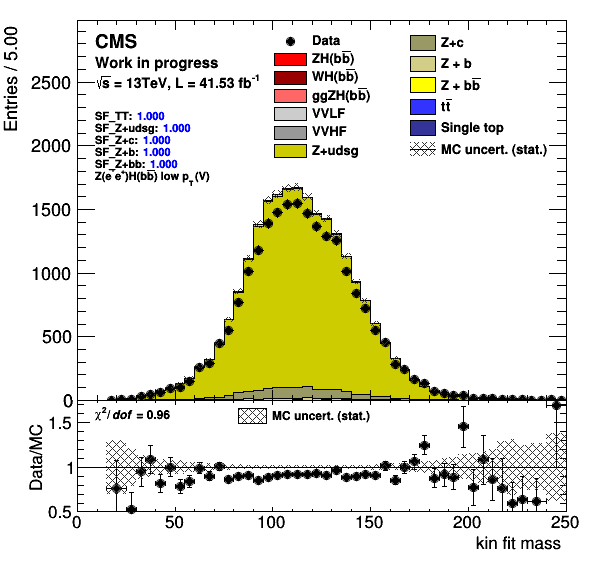 CMS
Work in progress
√s = 13TeV, L = 41.53 fb⁻¹
SF_TT: 1.000
SF_Z+udsg: 1.000
SF_Z+c: 1.000
SF_Z+b: 1.000
SF_Z+bb: 1.000
Z(e⁻e⁺)H(bb̅) low p_T(V)
Data
ZH(bb̅)
WH(bb̅)
ggZH(bb̅)
VVLF
VVHF
Z+udsg
Z+c
Z + b
Z + bb̅
tt̅
Single top
MC uncert. (stat.)
Entries / 5.00
2500
2000
1500
1000
500
0
χ²/dof = 0.96
MC uncert. (stat.)
Data/MC
1.5
1
0.5
0 50 100 150 200 250
kin fit mass